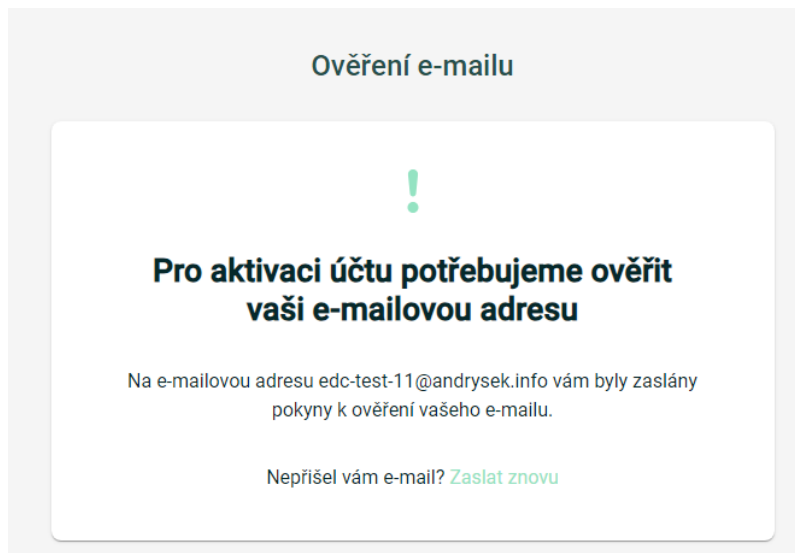 Ověření e-mailu
!
Pro aktivaci účtu potřebujeme ověřit
vaši e-mailovou adresu
Na e-mailovou adresu edc-test-11@andrysek.info vám byly zaslány
pokyny k ověření vašeho e-mailu.
Nepřišel vám e-mail? Zaslat znovu